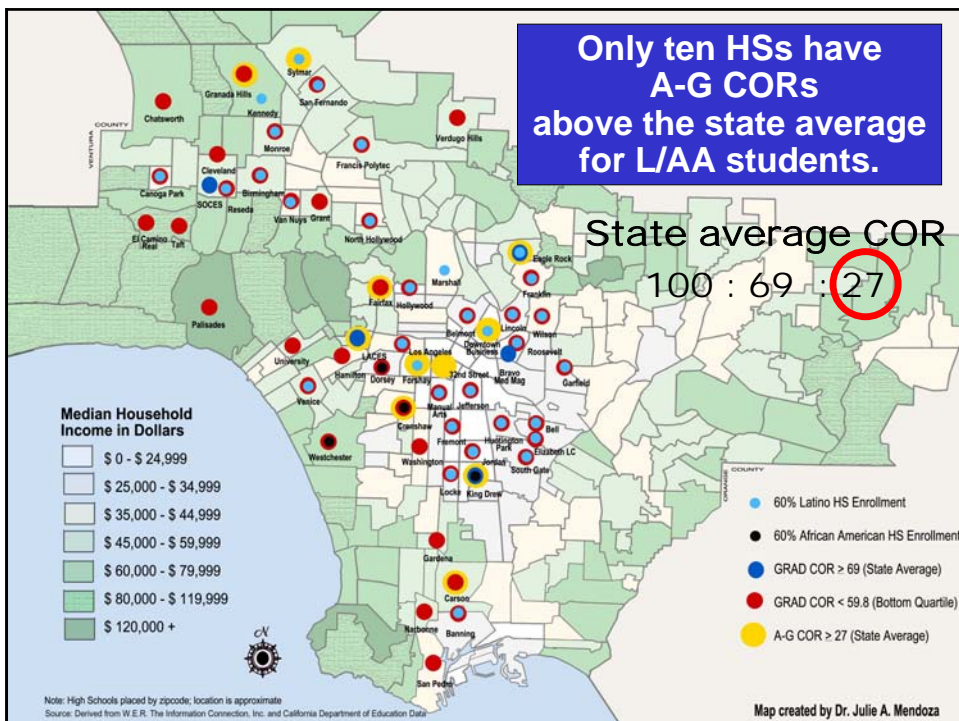 Only ten HSs have
A-G CORs
above the state average
for L/AA students.
State average COR
100 : 69 : 27
Sylmar
Granada Hills
Kennedy
San Fernando
Chatsworth
Verdugo Hills
VENTURA COUNTY
Monroe
Francis Polytec
Cleveland
Canoga Park
SOCES
Reseda
Birmingham
Van Nuys
Grant
El Camino
Real
Taft
North Hollywood
Eagle Rock
Marshall
Franklin
Fairfax
Hollywood
Palisades
Belmont
Lincoln
Wilson
Downtown
Business
Roosevelt
University
LACES
Los Angeles
Bravo
Med Mag
Hamilton
Dorsey
Forshay
32nd Street
Garfield
Venice
Manual
Arts
Jefferson
Crenshaw
Fremont
Huntington
Park
Bell
Westchester
Washington
Jordan
Elizabeth LC
South Gate
Locke
King Drew
Gardena
Carson
Narbonne
Banning
San Pedro
ORANGE COUNTY
Median Household
Income in Dollars
$ 0 - $ 24,999
$ 25,000 - $ 34,999
$ 35,000 - $ 44,999
$ 45,000 - $ 59,999
$ 60,000 - $ 79,999
$ 80,000 - $ 119,999
$ 120,000 +
N
60% Latino HS Enrollment
60% African American HS Enrollment
GRAD COR ≥ 69 (State Average)
GRAD COR < 59.8 (Bottom Quartile)
A-G COR ≥ 27 (State Average)
Note: High Schools placed by zipcode; location is approximate
Source: Derived from W.E.R. The Information Connection, Inc. and California Department of Education Data
Map created by Dr. Julie A. Mendoza